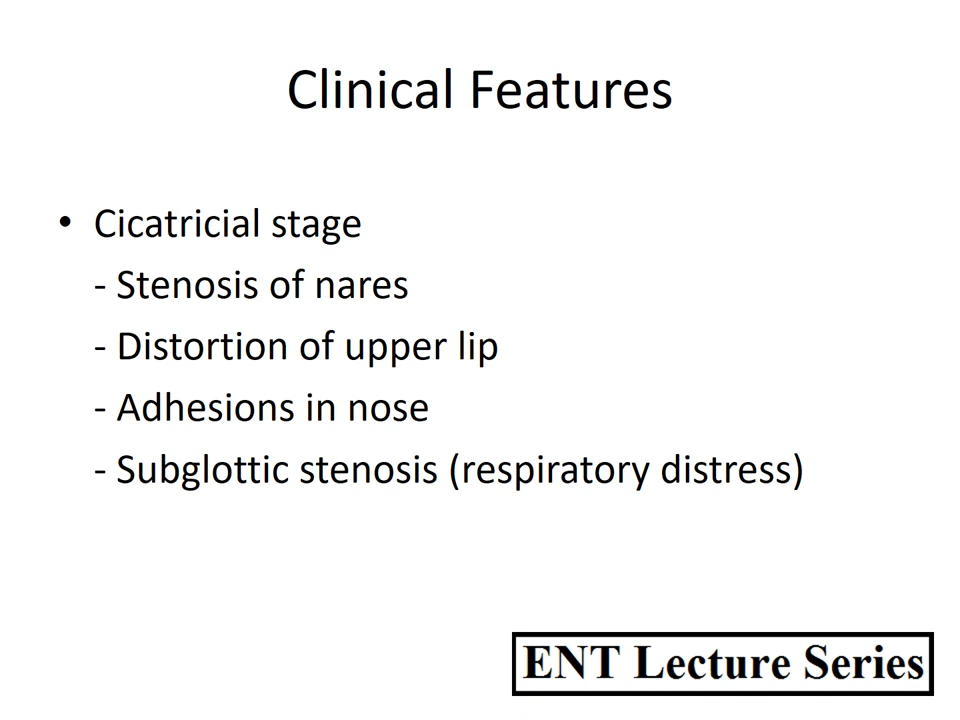 Clinical Features
• Cicatricial stage
- Stenosis of nares
- Distortion of upper lip
- Adhesions in nose
- Subglottic stenosis (respiratory distress)
ENT Lecture Series